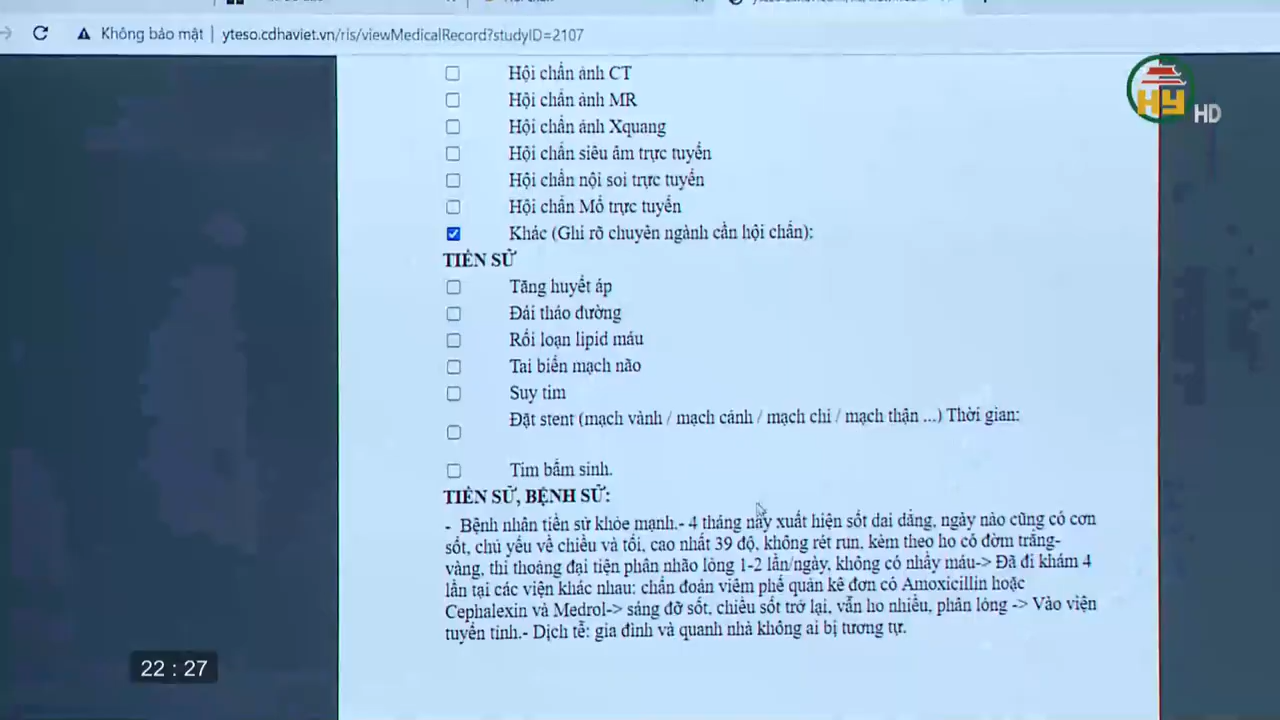 Không bảo mật | yteso.cdhaviet.vn/ris/viewMedicalRecord?studyID=2107
Hội chẩn ảnh CT
Hội chẩn ảnh MR
Hội chẩn ảnh Xquang
Hội chẩn siêu âm trực tuyến
Hội chẩn nội soi trực tuyến
Hội chẩn Mổ trực tuyến
Khác (Ghi rõ chuyên ngành cần hội chẩn):
TIỀN SỬ
Tăng huyết áp
Đái tháo đường
Rối loạn lipid máu
Tai biến mạch não
Suy tim
Đặt stent (mạch vành / mạch cảnh / mạch chi / mạch thận ...) Thời gian:
Tim bẩm sinh.
TIỀN SỬ, BỆNH SỬ:
- Bệnh nhân tiền sử khỏe mạnh.- 4 tháng nay xuất hiện sốt dai dẳng, ngày nào cũng có cơn
sốt, chủ yếu về chiều và tối, cao nhất 39 độ, không rét run, kèm theo ho có đờm trắng-
vàng, thi thoảng đại tiện phân nhão lỏng 1-2 lần/ngày, không có nhầy máu-> Đã đi khám 4
lần tại các viện khác nhau: chẩn đoán viêm phế quản kê đơn có Amoxicillin hoặc
Cephalexin và Medrol-> sáng đỡ sốt, chiều sốt trở lại, vẫn ho nhiều, phân lỏng -> Vào viện
tuyến tỉnh.- Dịch tễ: gia đình và quanh nhà không ai bị tương tự.
HY HD
22 : 27